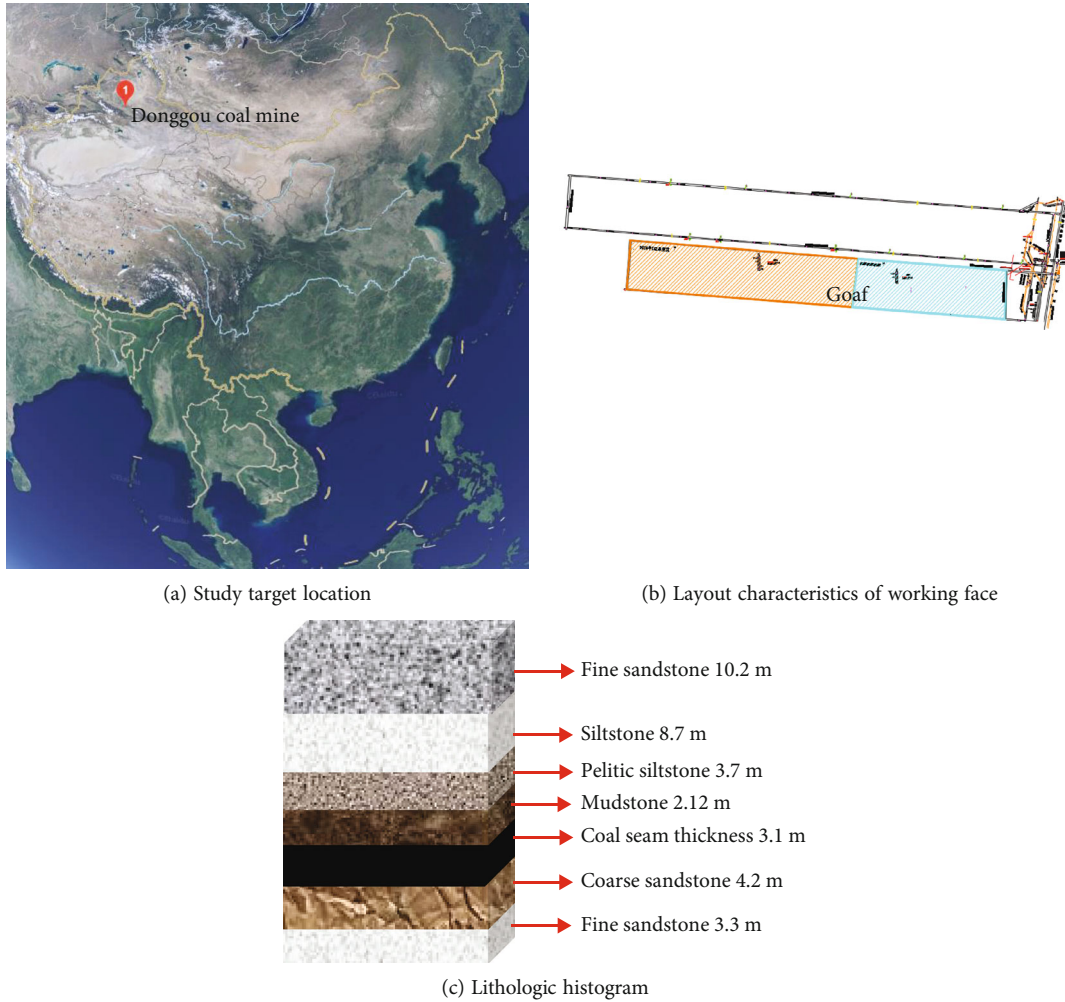 1
Donggou coal mine
Goaf
(a) Study target location
(b) Layout characteristics of working face
Fine sandstone 10.2 m
Siltstone 8.7 m
Pelitic siltstone 3.7 m
Mudstone 2.12 m
Coal seam thickness 3.1 m
Coarse sandstone 4.2 m
Fine sandstone 3.3 m
(c) Lithologic histogram